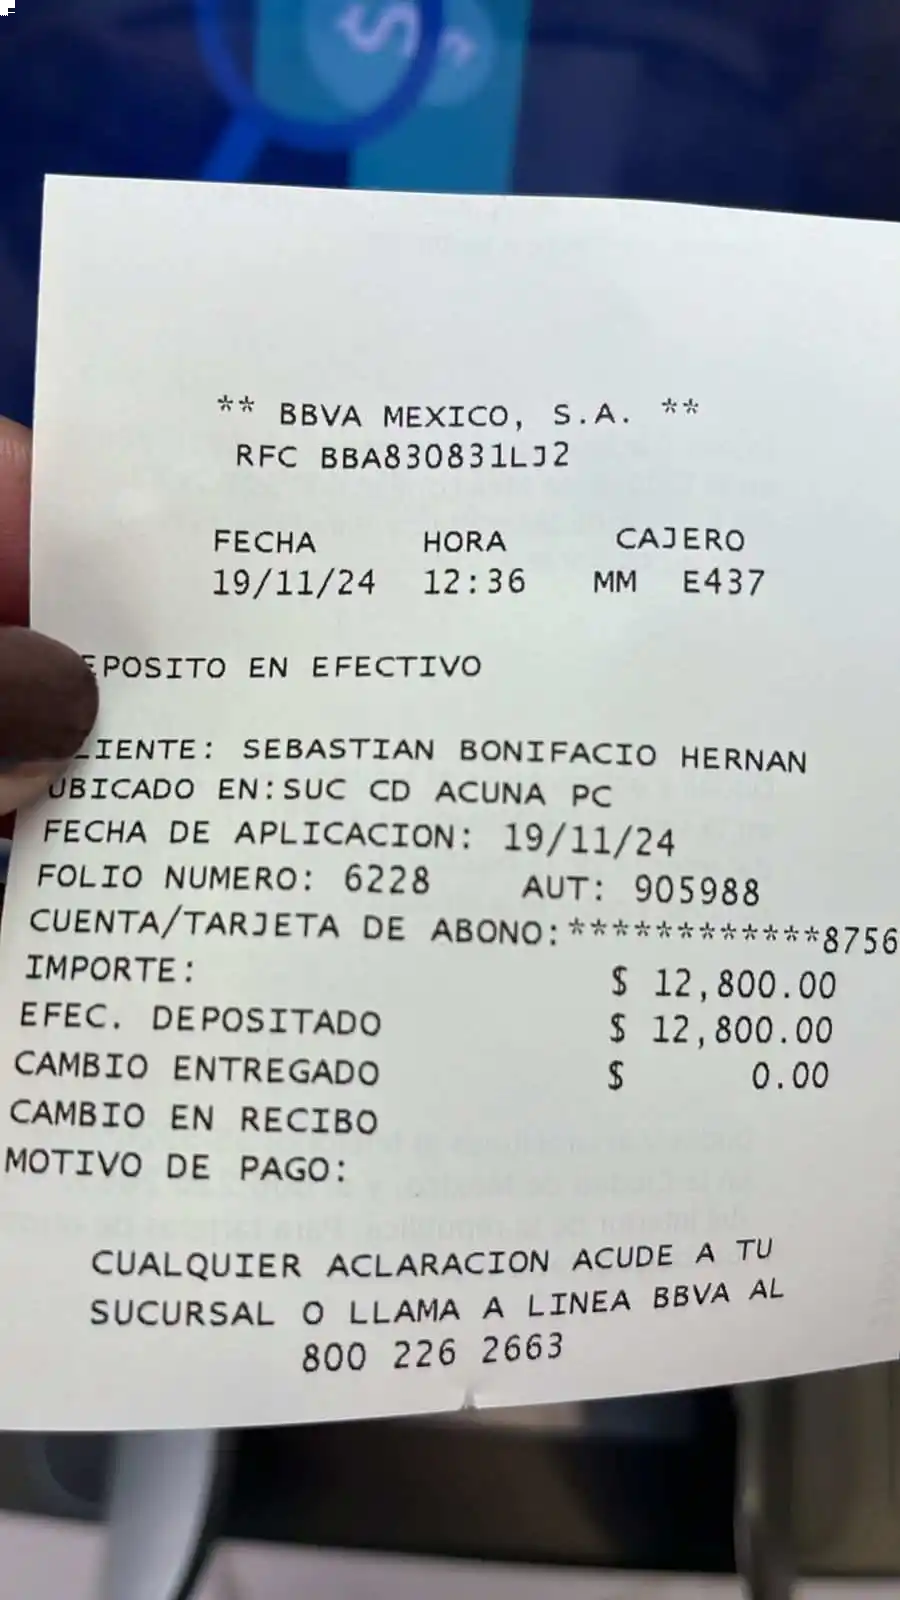 ** BBVA MEXICO, S.A. **
RFC BBA830831LJ2
FECHA HORA CAJERO
19/11/24 12:36 MM E437
EPOSITO EN EFECTIVO
LIENTE: SEBASTIAN BONIFACIO HERNAN
UBICADO EN:SUC CD ACUNA PC
FECHA DE APLICACION: 19/11/24
FOLIO NUMERO: 6228 AUT: 905988
CUENTA/TARJETA DE ABONO:**************8756
IMPORTE: $ 12,800.00
EFEC. DEPOSITADO $ 12,800.00
CAMBIO ENTREGADO $ 0.00
CAMBIO EN RECIBO
MOTIVO DE PAGO:
CUALQUIER ACLARACION ACUDE A TU
SUCURSAL O LLAMA A LINEA BBVA AL
800 226 2663